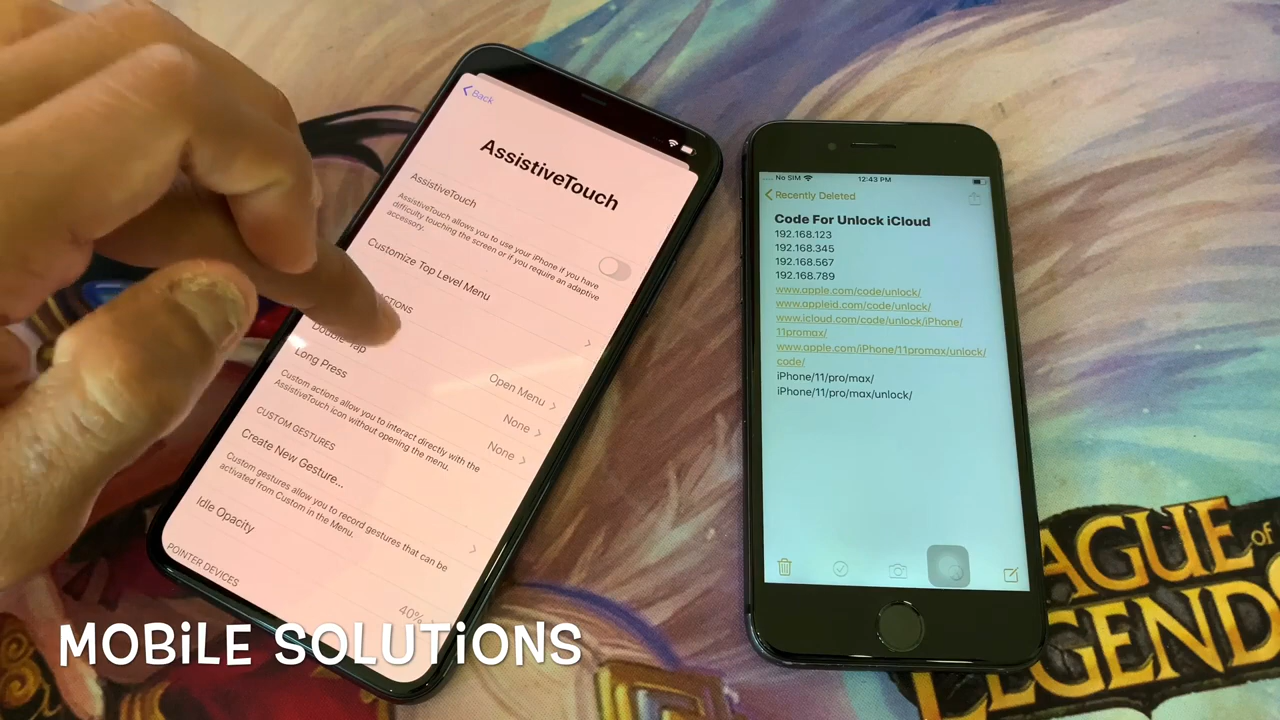 Back
AssistiveTouch
AssistiveTouch
AssistiveTouch allows you to use your iPhone if you have
difficulty touching the screen or if you require an adaptive
accessory.
Customize Top Level Menu
Open Menu
Double-Tap
None
Long Press
None
Custom actions allow you to interact directly with the
AssistiveTouch icon without opening the menu.
CUSTOM GESTURES
Create New Gesture...
Custom gestures allow you to record gestures that can be
activated from Custom in the Menu.
Idle Opacity
40%
POINTER DEVICES
No SIM
12:43 PM
Recently Deleted
Code For Unlock iCloud
192.168.123
192.168.345
192.168.567
192.168.789
www.apple.com/code/unlock/
www.appleid.com/code/unlock/
www.icloud.com/code/unlock/iPhone/
11promax/
www.apple.com/iPhone/11promax/unlock/
code/
iPhone/11/pro/max/
iPhone/11/pro/max/unlock/
LEAGUE of
LEGENDS
MOBiLE SOLUTiONS